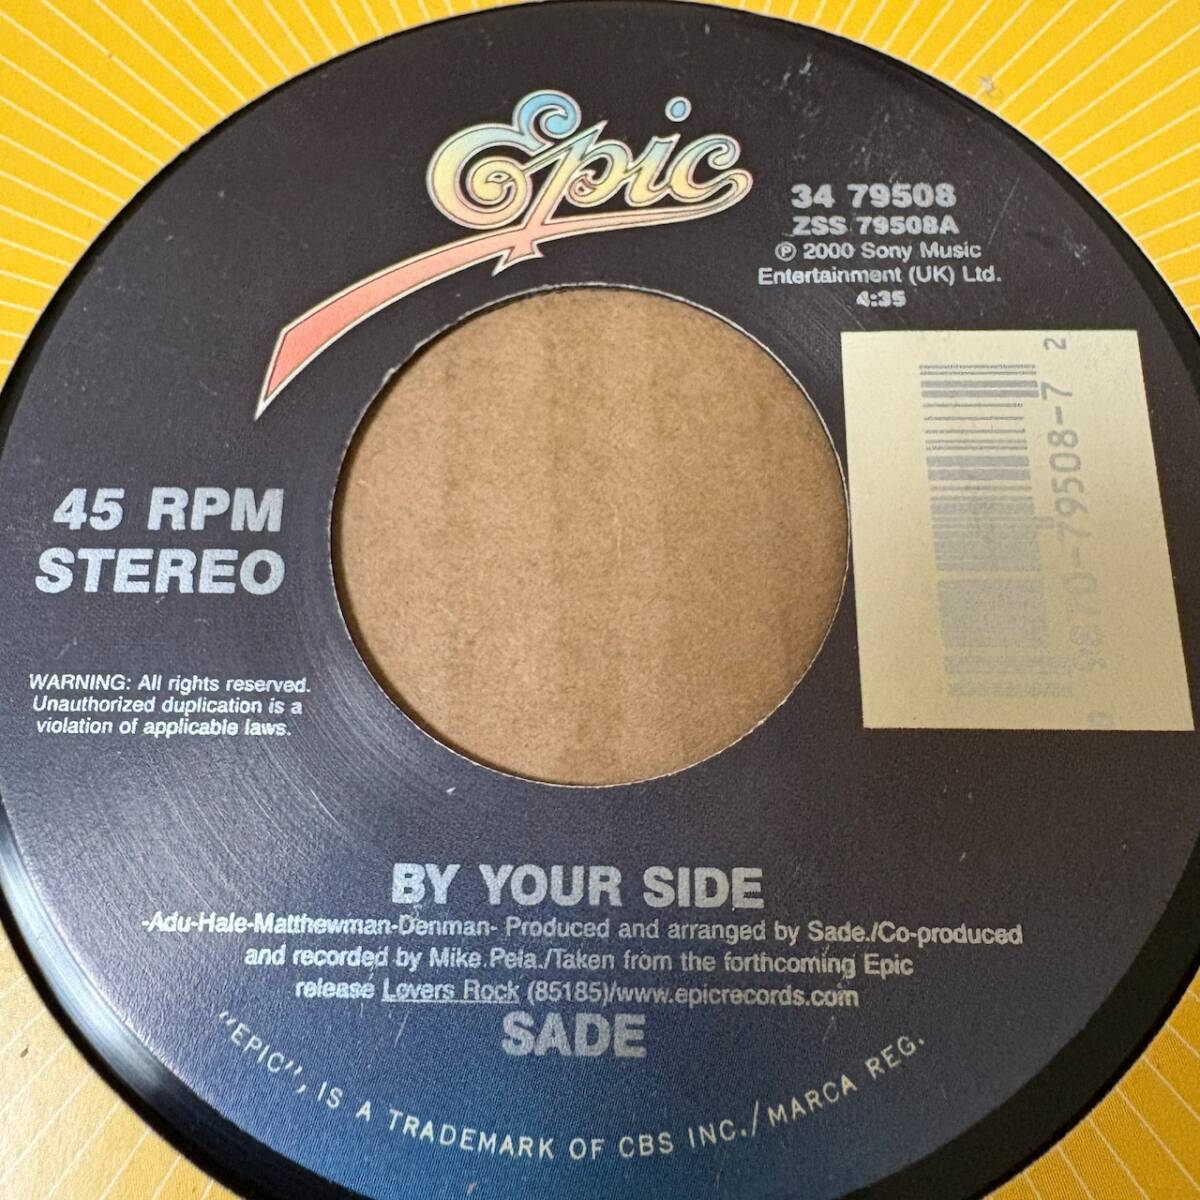 Epic
34 79508
ZSS 79508A
℗ 2000 Sony Music
Entertainment (UK) Ltd.
4:35
45 RPM
STEREO
79508-7 2
WARNING: All rights reserved.
Unauthorized duplication is a
violation of applicable laws.
BY YOUR SIDE
-Adu-Hale-Matthewman-Denman- Produced and arranged by Sade./Co-produced
and recorded by Mike Pela./Taken from the forthcoming Epic
release Lovers Rock (85185)/www.epicrecords.com
SADE
"EPIC", IS A TRADEMARK OF CBS INC./MARCA REG.